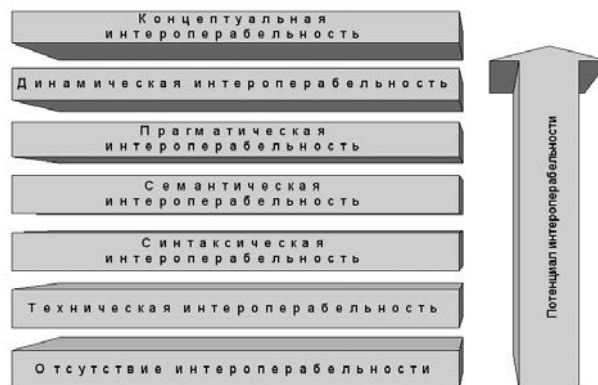 Концептуальная
интероперабельность
Динамическая интероперабельность
Прагматическая
интероперабельность
Семантическая
интероперабельность
Синтаксическая
интероперабельность
Техническая интероперабельность
Отсутствие интероперабельности
Потенциал интероперабельности